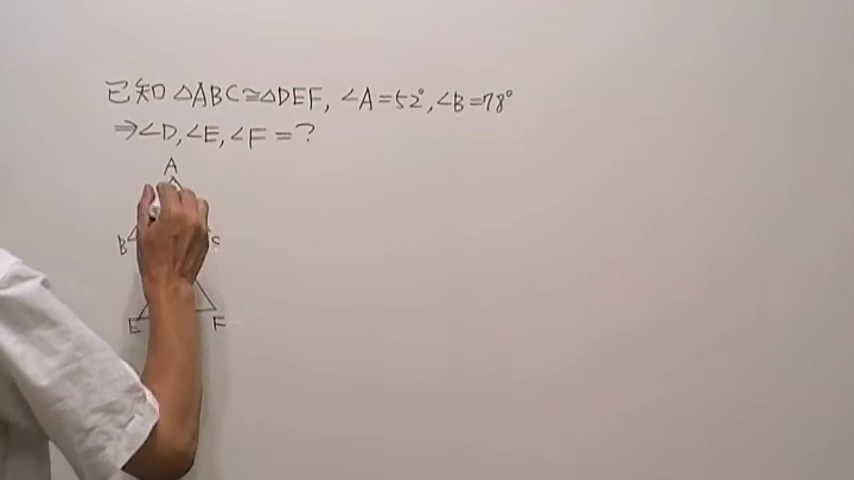 已知 △ABC≅△DEF, ∠A=52°, ∠B=78°
⇒∠D,∠E,∠F =?
A
B C
E F